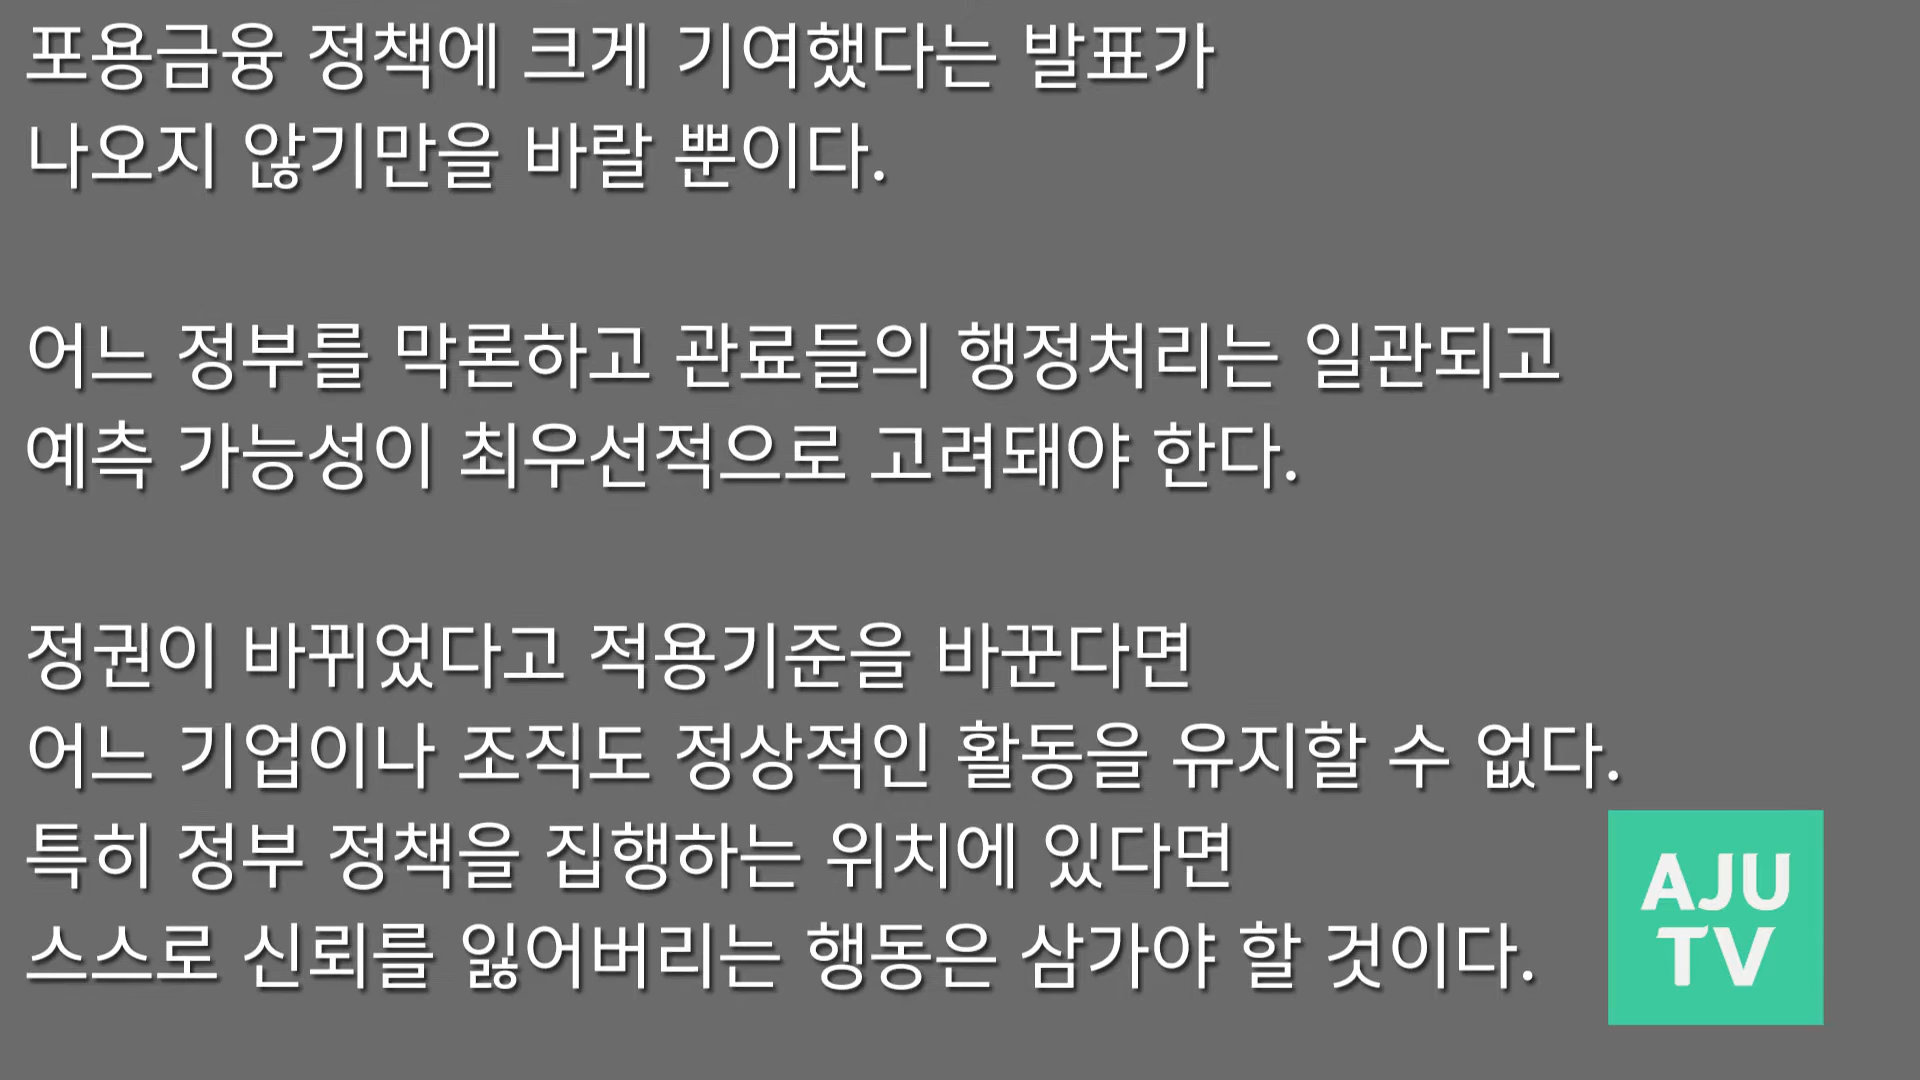 포용금융 정책에 크게 기여했다는 발표가
나오지 않기만을 바랄 뿐이다.
어느 정부를 막론하고 관료들의 행정처리는 일관되고
예측 가능성이 최우선적으로 고려돼야 한다.
정권이 바뀌었다고 적용기준을 바꾼다면
어느 기업이나 조직도 정상적인 활동을 유지할 수 없다.
특히 정부 정책을 집행하는 위치에 있다면
스스로 신뢰를 잃어버리는 행동은 삼가야 할 것이다.
AJU
TV